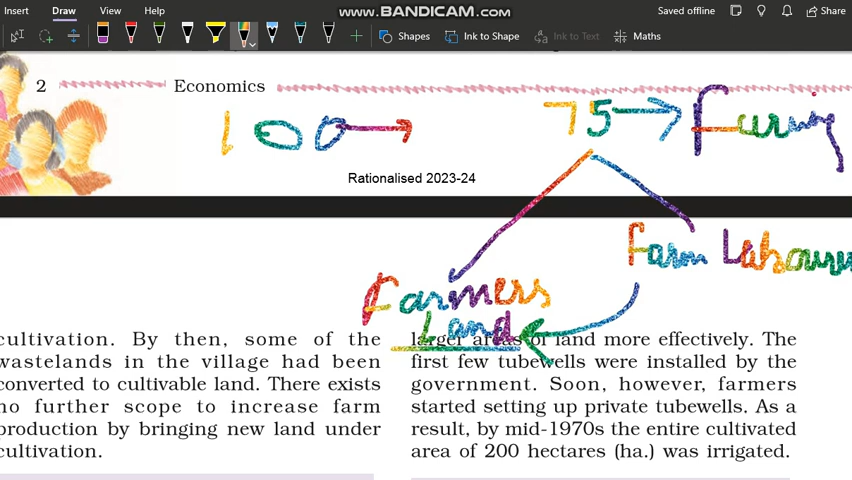 www.BANDICAM.com
Insert Draw View Help Saved offline Share
Shapes Ink to Shape Ink to Text Maths
2 Economics
100 75 Farmy
Rationalised 2023-24
Farm Labourn
Farmers
Land
cultivation. By then, some of the
wastelands in the village had been
converted to cultivable land. There exists
no further scope to increase farm
production by bringing new land under
cultivation.
larger areas of land more effectively. The
first few tubewells were installed by the
government. Soon, however, farmers
started setting up private tubewells. As a
result, by mid-1970s the entire cultivated
area of 200 hectares (ha.) was irrigated.